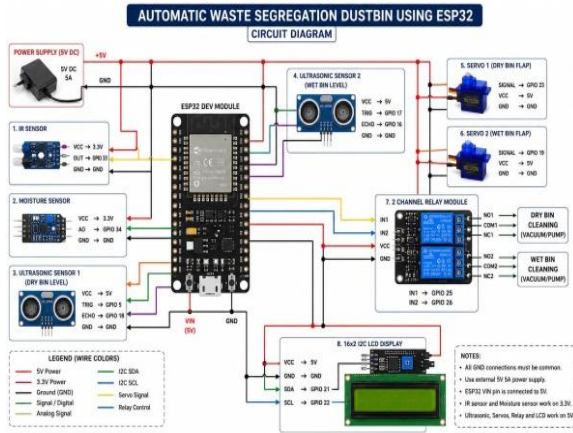 AUTOMATIC WASTE SEGREGATION DUSTBIN USING ESP32
CIRCUIT DIAGRAM
POWER SUPPLY (5V DC)
5V DC
5A
+5V
GND
1. IR SENSOR
VCC → 3.3V
OUT → GPIO 35
GND → GND
2. MOISTURE SENSOR
VCC → 3.3V
AO → GPIO 34
GND → GND
3. ULTRASONIC SENSOR 1
(DRY BIN LEVEL)
VCC → 5V
TRIG → GPIO 5
ECHO → GPIO 18
GND → GND
ESP32 DEV MODULE
VIN
(5V)
GND
4. ULTRASONIC SENSOR 2
(WET BIN LEVEL)
VCC → 5V
TRIG → GPIO 17
ECHO → GPIO 16
GND → GND
5. SERVO 1 (DRY BIN FLAP)
SIGNAL → GPIO 23
VCC → 5V
GND → GND
6. SERVO 2 (WET BIN FLAP)
SIGNAL → GPIO 19
VCC → 5V
GND → GND
7. 2 CHANNEL RELAY MODULE
IN1
IN2
VCC
GND
NO1
COM1
NC1
NO2
COM2
NC2
IN1 → GPIO 25
IN2 → GPIO 26
DRY BIN
CLEANING
(VACUUM/PUMP)
WET BIN
CLEANING
(VACUUM/PUMP)
8. 16x2 I2C LCD DISPLAY
VCC → 5V
GND → GND
SDA → GPIO 21
SCL → GPIO 22
LEGEND (WIRE COLORS)
5V Power
3.3V Power
Ground (GND)
Signal / Digital
Analog Signal
I2C SDA
I2C SCL
Servo Signal
Relay Control
NOTES:
• All GND connections must be common.
• Use external 5V 5A power supply.
• ESP32 VIN pin is connected to 5V.
• IR sensor and Moisture sensor work on 3.3V.
• Ultrasonic, Servos, Relay and LCD work on 5V